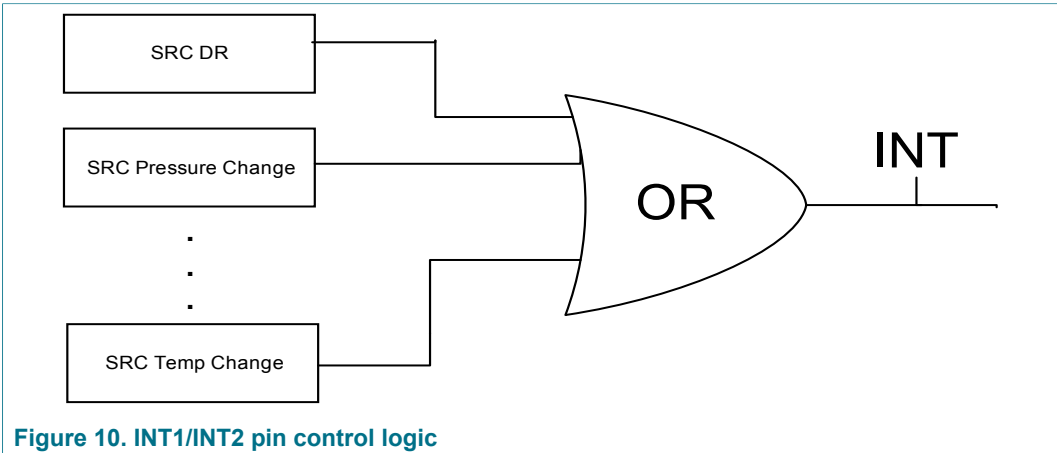 SRC DR
SRC Pressure Change
.
.
.
SRC Temp Change
OR
INT
Figure 10. INT1/INT2 pin control logic